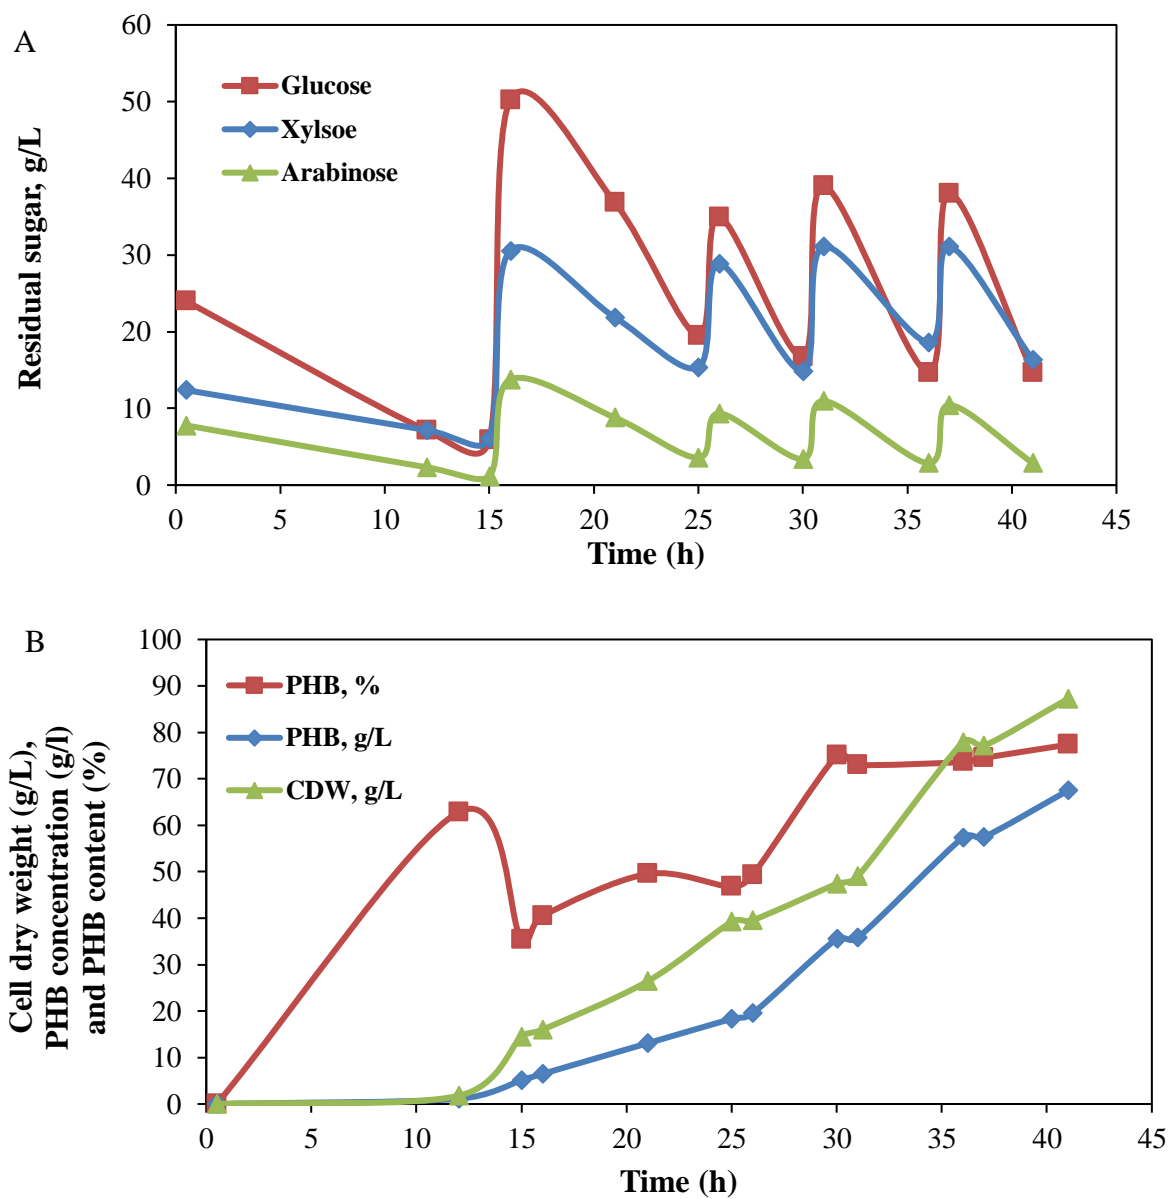 A
60
50
40
30
20
10
0
Residual sugar, g/L
Glucose
Xylsoe
Arabinose
0 5 10 15 20 25 30 35 40 45
Time (h)
B
100
90
80
70
60
50
40
30
20
10
0
Cell dry weight (g/L),
PHB concentration (g/l)
and PHB content (%)
PHB, %
PHB, g/L
CDW, g/L
0 5 10 15 20 25 30 35 40 45
Time (h)